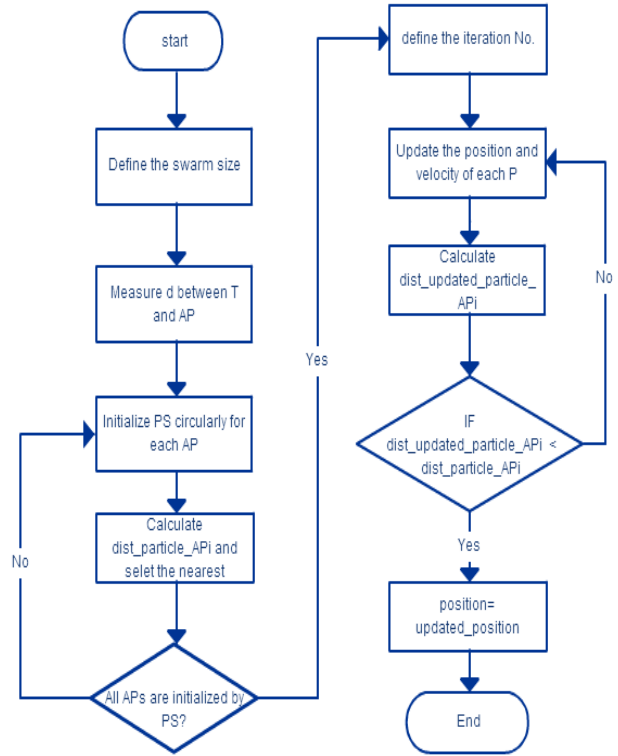 start
Define the swarm size
Measure d between T
and AP
Initialize PS circularly for
each AP
Calculate
dist_particle_APi and
selet the nearest
No
All APs are initialized by
PS?
Yes
define the iteration No.
Update the position and
velocity of each P
Calculate
dist_updated_particle_
APi
No
IF
dist_updated_particle_APi <
dist_particle_APi
Yes
position=
updated_position
End